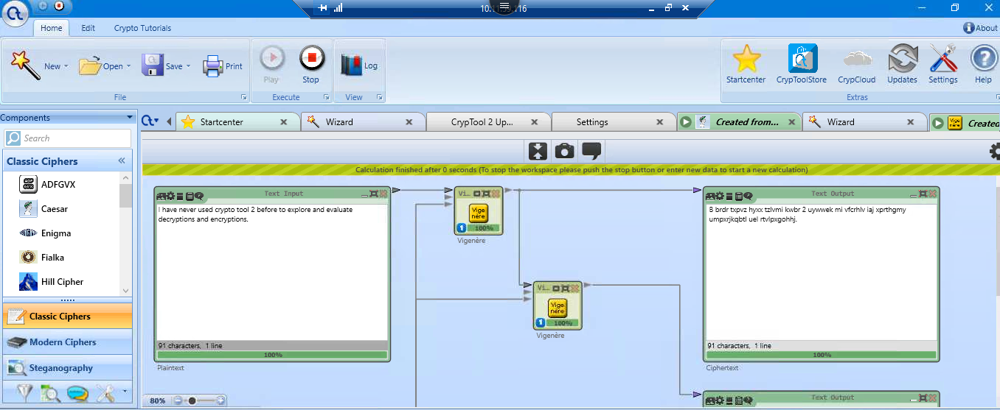 Home Edit Crypto Tutorials About
New Open Save Print Play Stop Log Startcenter CrypToolStore CrypCloud Updates Settings Help
File Execute View Extras
Components
Search
Classic Ciphers
ADFGVX
Caesar
Enigma
Fialka
Hill Cipher
Classic Ciphers
Modern Ciphers
Steganography
Startcenter Wizard CrypTool 2 Up... Settings Created from... Wizard Created
Calculation finished after 0 seconds (To stop the workspace please push the stop button or enter new data to start a new calculation)
Text Input
I have never used crypto tool 2 before to explore and evaluate
decryptions and encryptions.
91 characters, 1 line
100%
Plaintext
Vi...
Vige
nère
1 100%
Vigenère
Vi...
Vige
nère
1 100%
Vigenère
Text Output
B brdr txpvz hyxx tzlvmi kwbr 2 uywwek mi vfcrhlv iaj xprthgmy
umpxrjkqbtl uel rtvlpxgohhj.
91 characters, 1 line
100%
Ciphertext
Text Output
80%